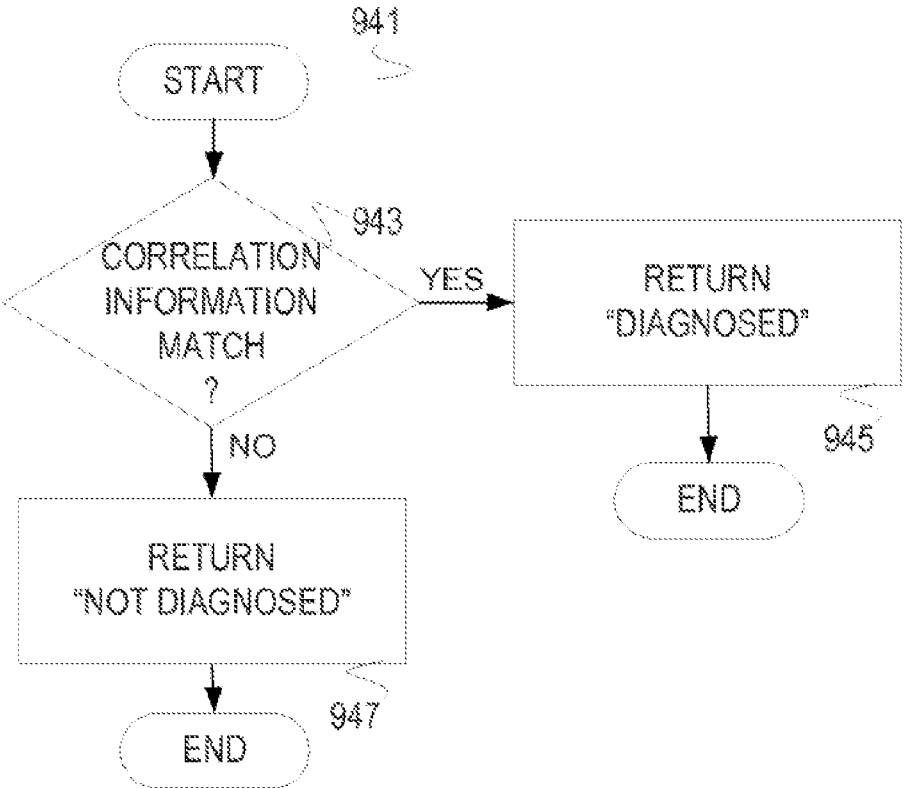 941
START
943
CORRELATION
INFORMATION
MATCH
?
YES
RETURN
“DIAGNOSED”
945
END
NO
RETURN
“NOT DIAGNOSED”
947
END